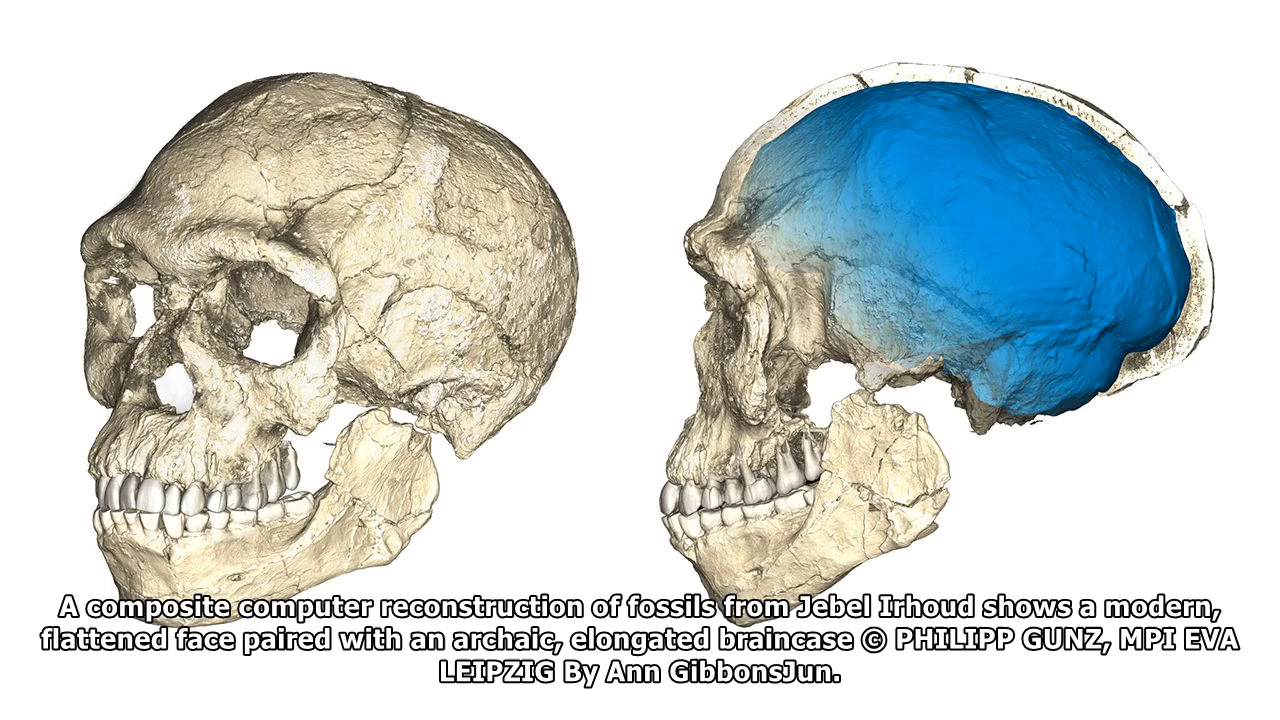 A composite computer reconstruction of fossils from Jebel Irhoud shows a modern,
flattened face paired with an archaic, elongated braincase © PHILIPP GUNZ, MPI EVA
LEIPZIG By Ann GibbonsJun.